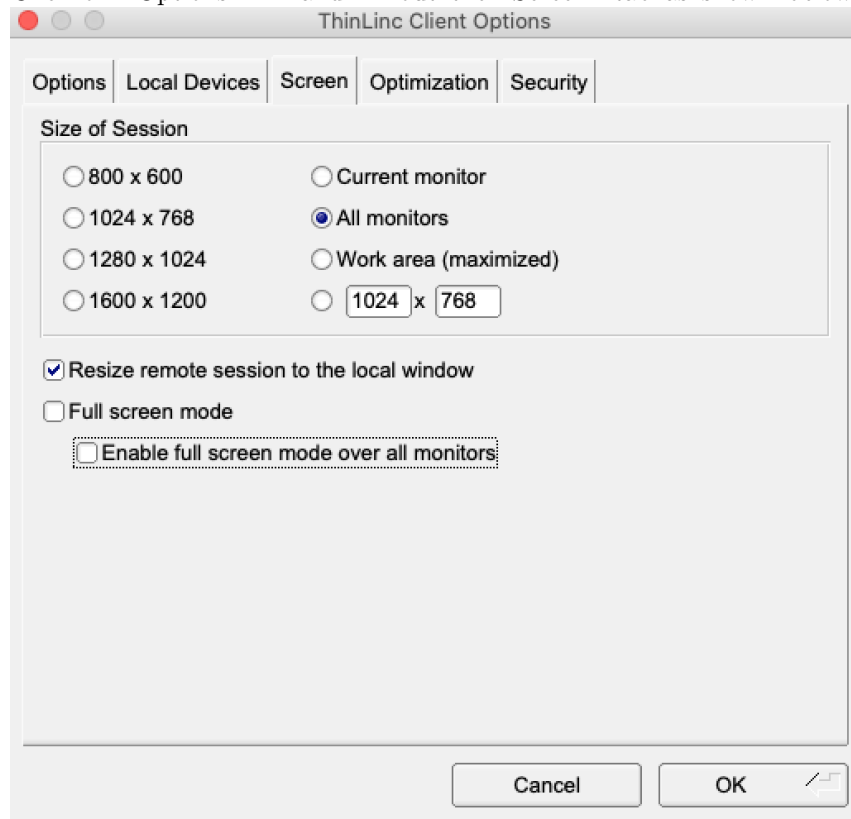 ThinLinc Client Options
Options Local Devices Screen Optimization Security
Size of Session
800 x 600 Current monitor
1024 x 768 All monitors
1280 x 1024 Work area (maximized)
1600 x 1200 1024 x 768
Resize remote session to the local window
Full screen mode
Enable full screen mode over all monitors
Cancel OK